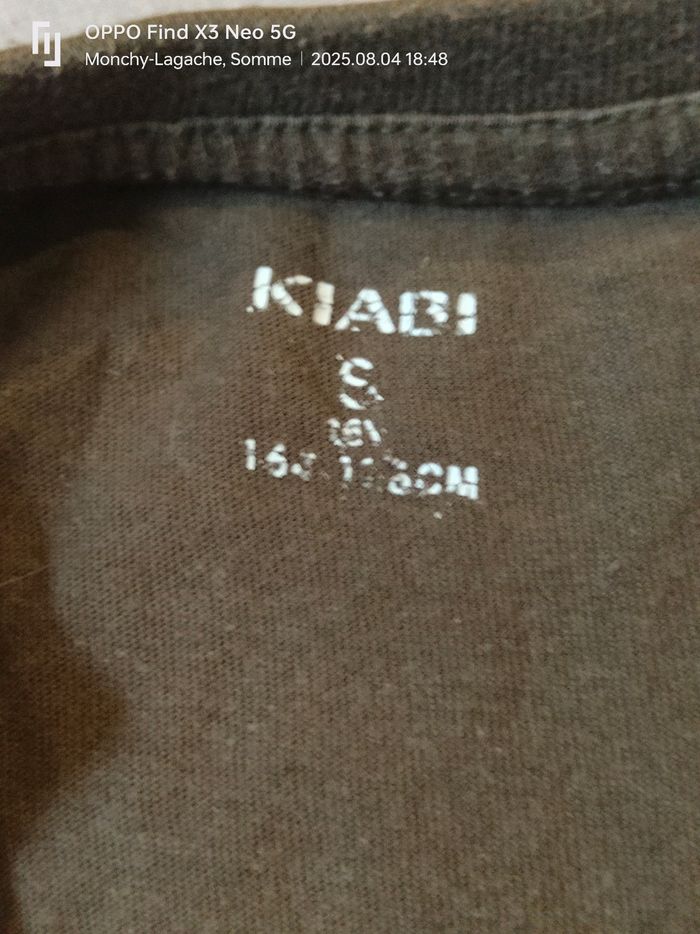 OPPO Find X3 Neo 5G
Monchy-Lagache, Somme | 2025.08.04 18:48
KIABI
S